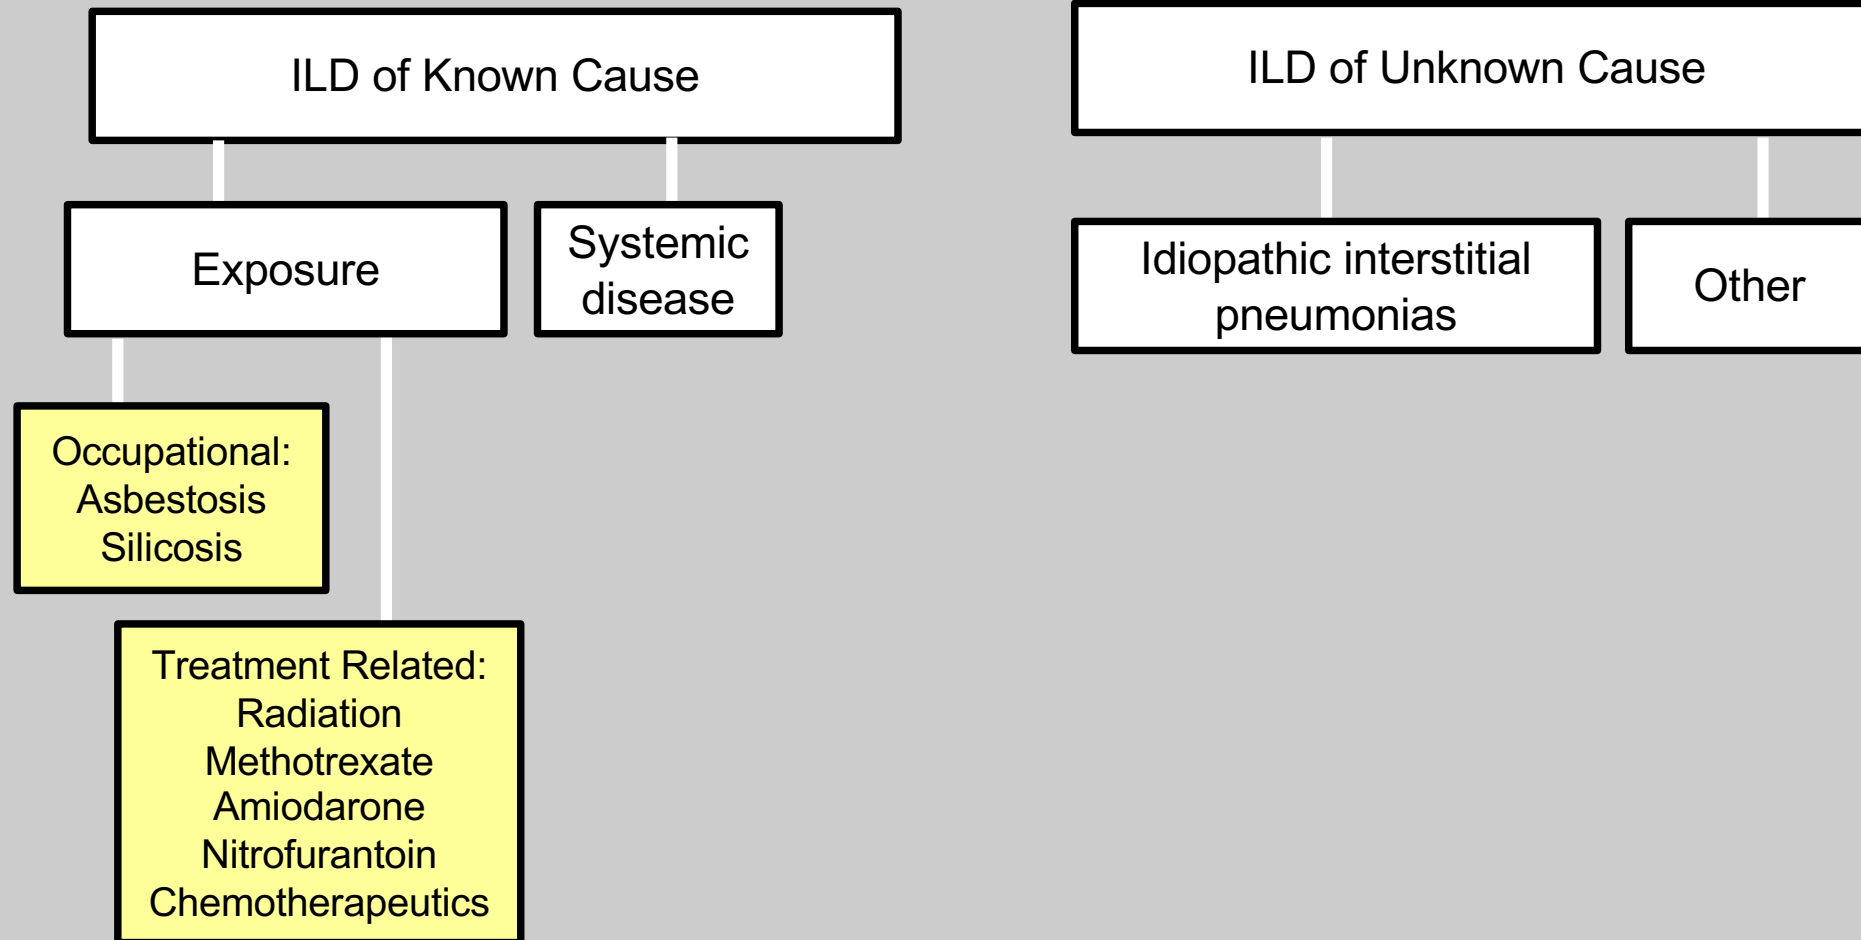 ILD of Known Cause
ILD of Unknown Cause
Exposure
Systemic
disease
Idiopathic interstitial
pneumonias
Other
Occupational:
Asbestosis
Silicosis
Treatment Related:
Radiation
Methotrexate
Amiodarone
Nitrofurantoin
Chemotherapeutics